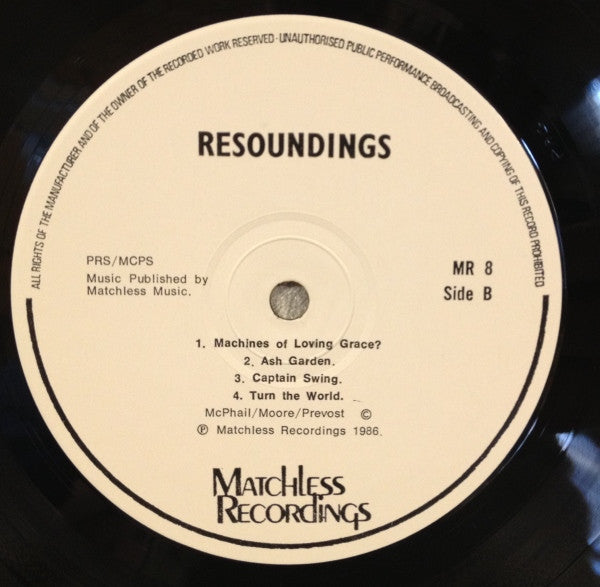 ALL RIGHTS OF THE MANUFACTURER AND OF THE OWNER OF THE RECORDED WORK RESERVED · UNAUTHORISED PUBLIC PERFORMANCE BROADCASTING AND COPYING OF THIS RECORD PROHIBITED
RESOUNDINGS
PRS/MCPS
Music Published by
Matchless Music.
MR 8
Side B
1. Machines of Loving Grace?
2. Ash Garden.
3. Captain Swing.
4. Turn the World.
McPhail/Moore/Prevost ©
℗ Matchless Recordings 1986.
MATCHLESS
RECORDINGS